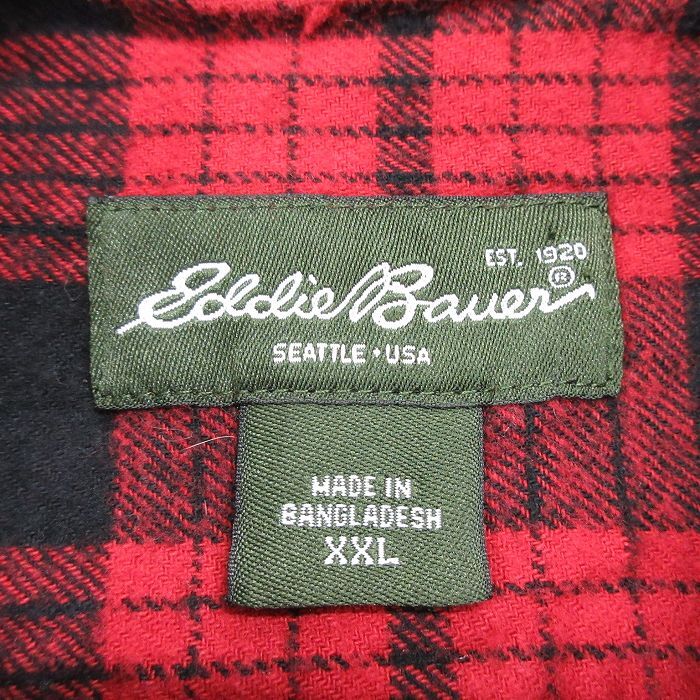 EST. 1920
Eddie Bauer®
SEATTLE • USA
MADE IN
BANGLADESH
XXL